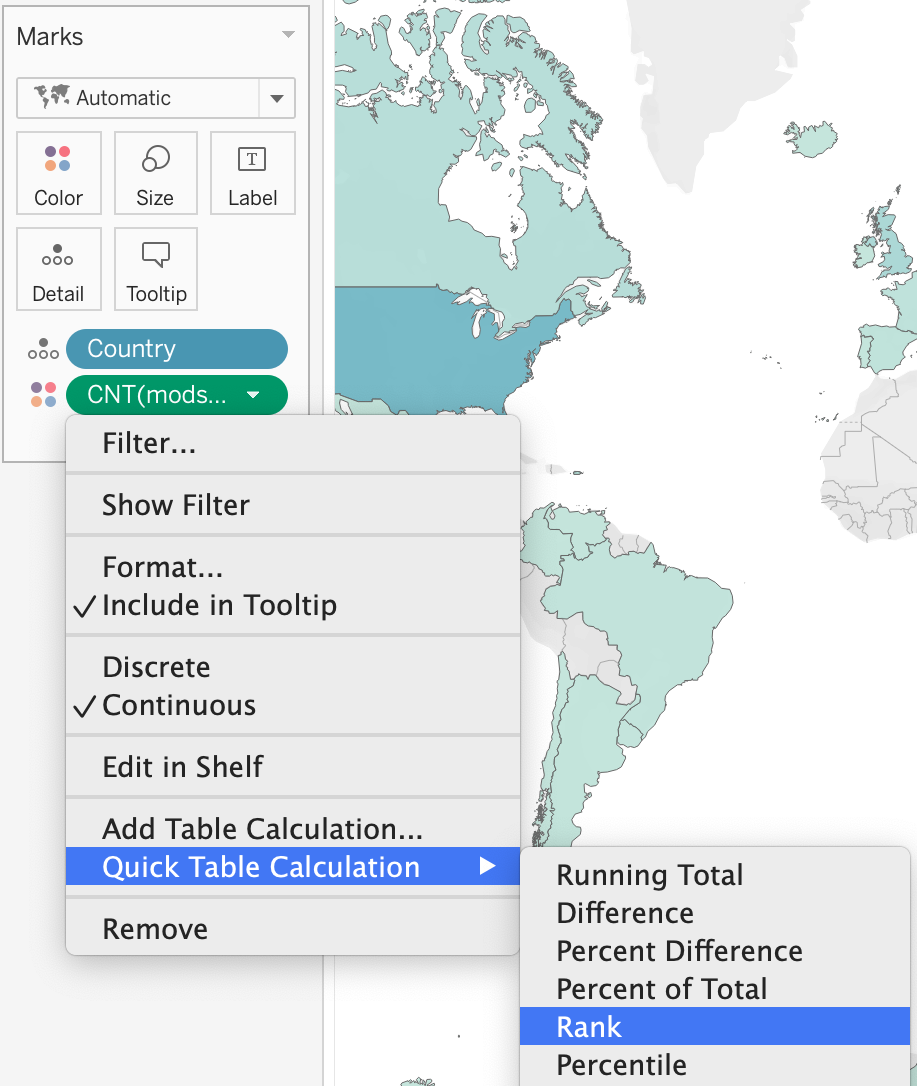 Marks
Automatic
Color
Size
T
Label
Detail
Tooltip
Country
CNT(mods...
Filter...
Show Filter
Format...
✓ Include in Tooltip
Discrete
✓ Continuous
Edit in Shelf
Add Table Calculation...
Quick Table Calculation
Remove
Running Total
Difference
Percent Difference
Percent of Total
Rank
Percentile